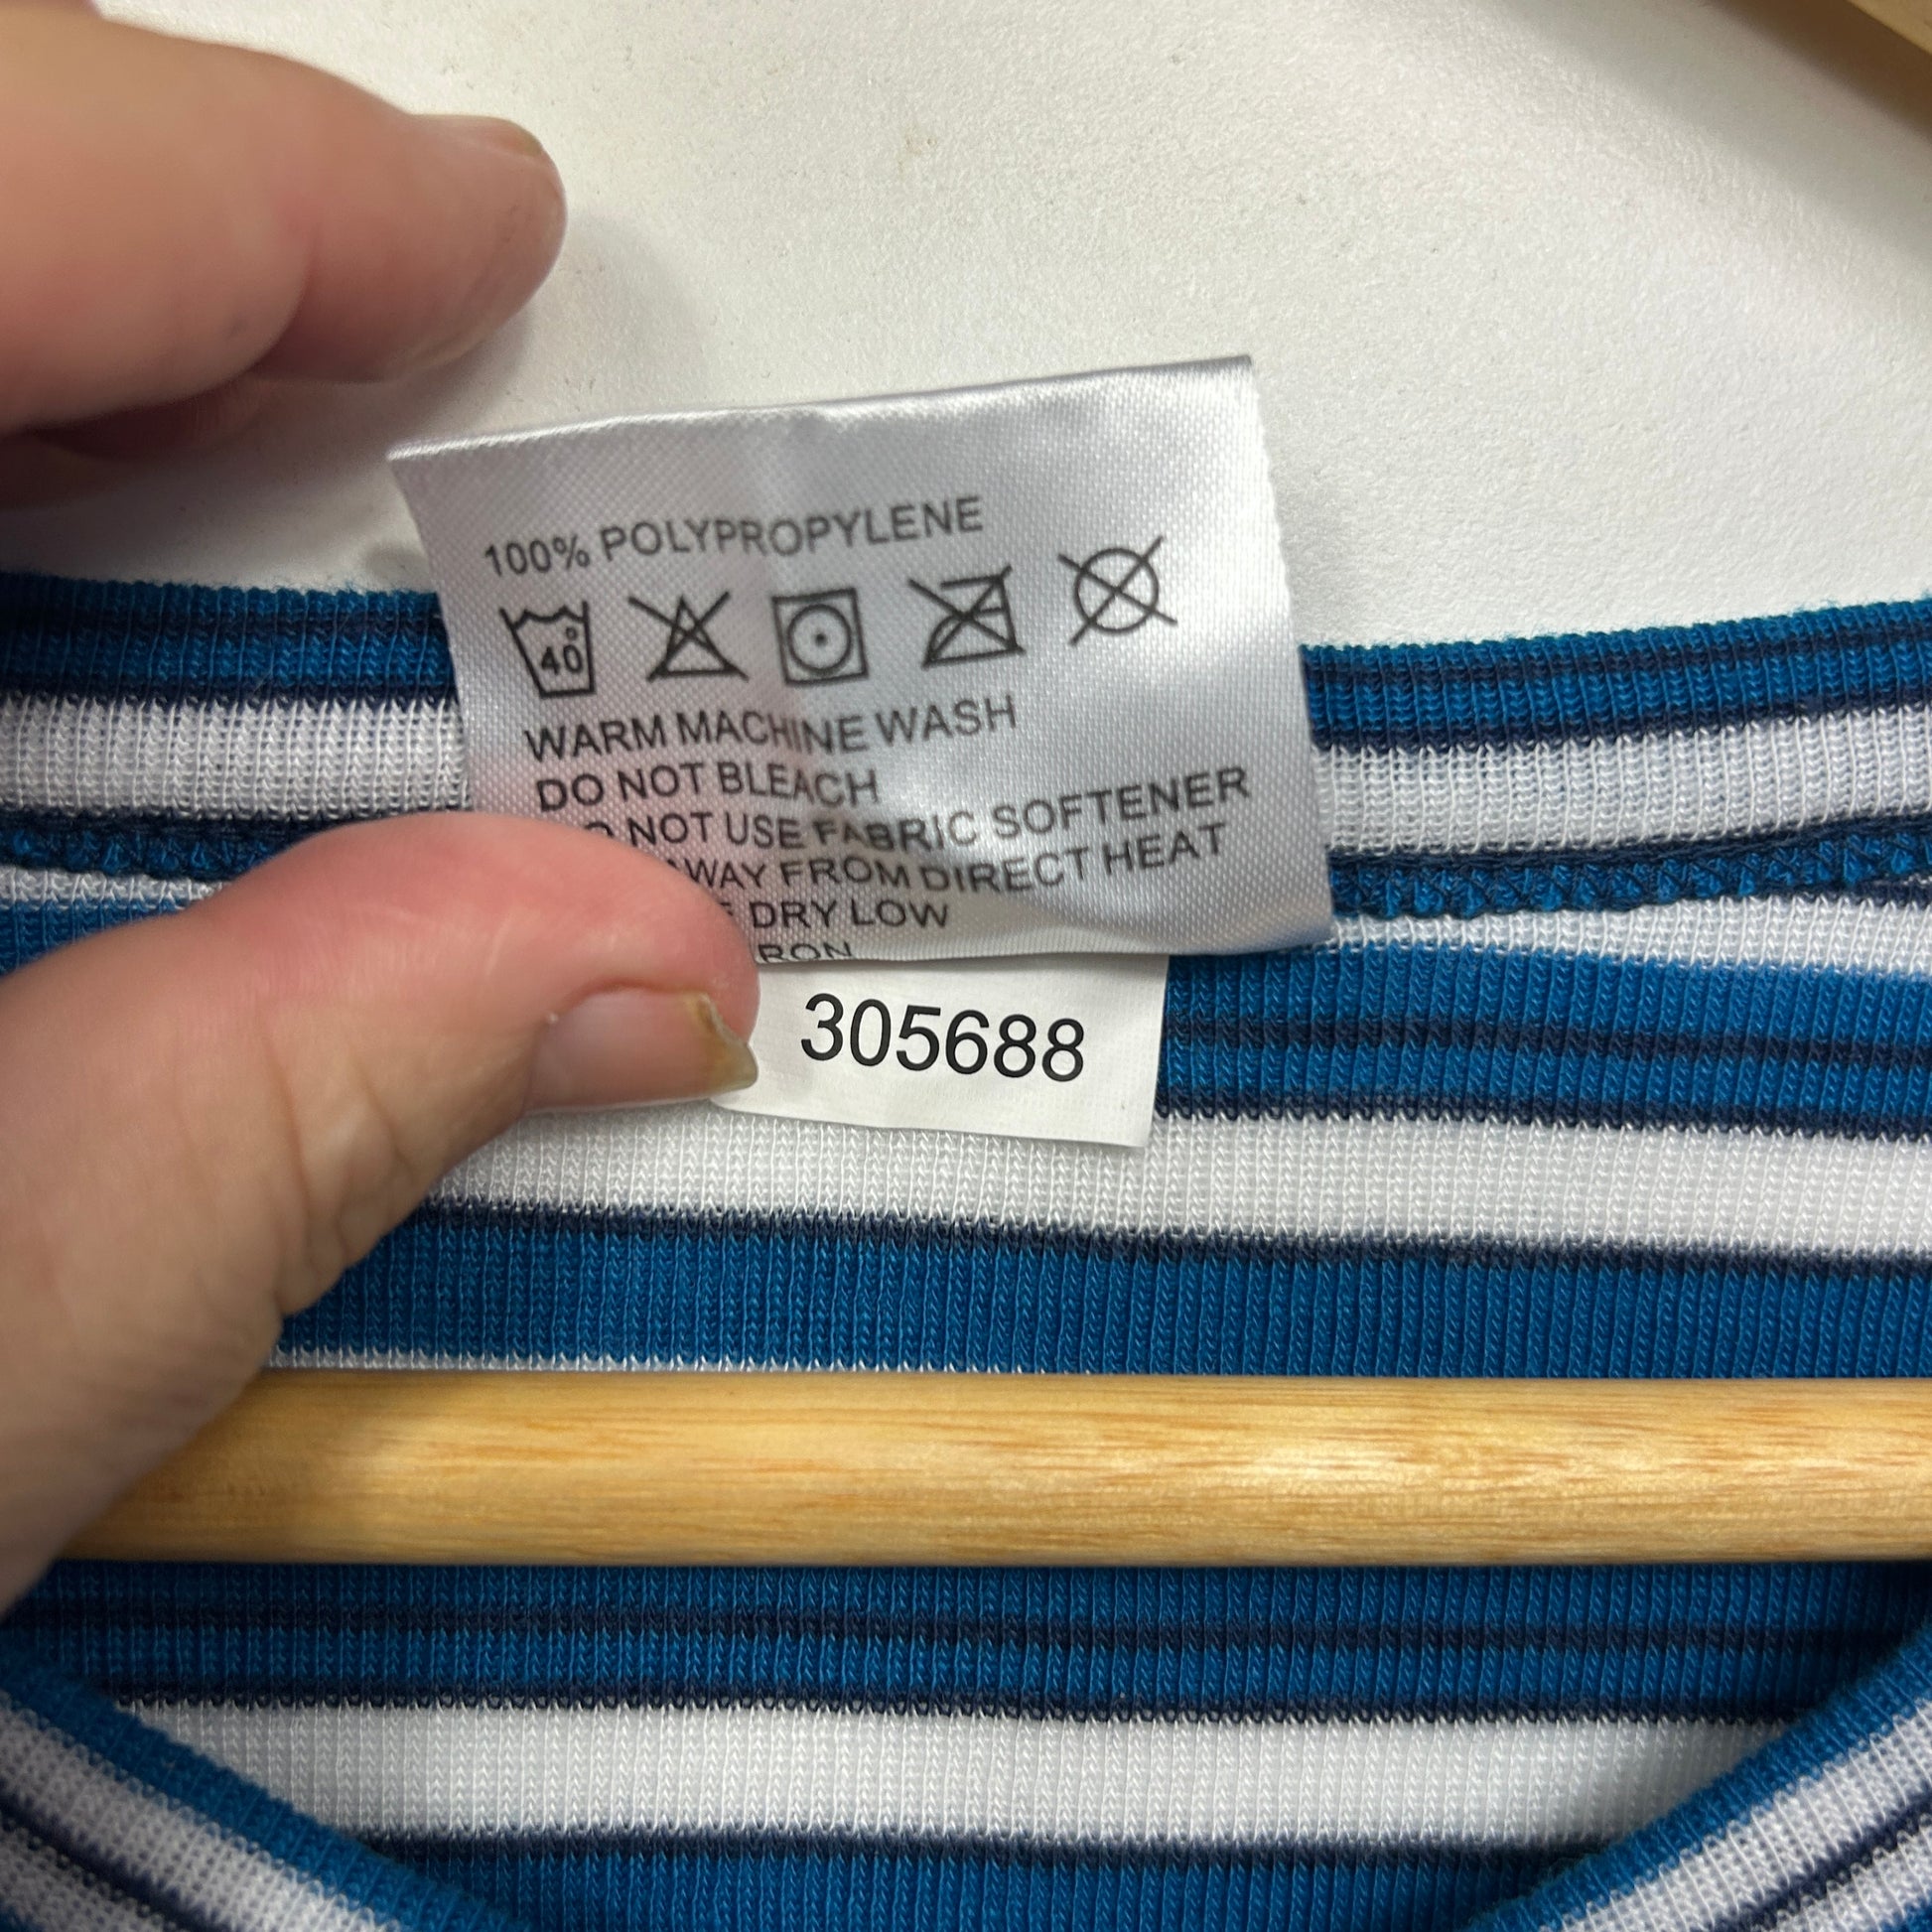 100% POLYPROPYLENE
40°
WARM MACHINE WASH
DO NOT BLEACH
NOT USE FABRIC SOFTENER
FROM DIRECT HEAT
DRY LOW
305688